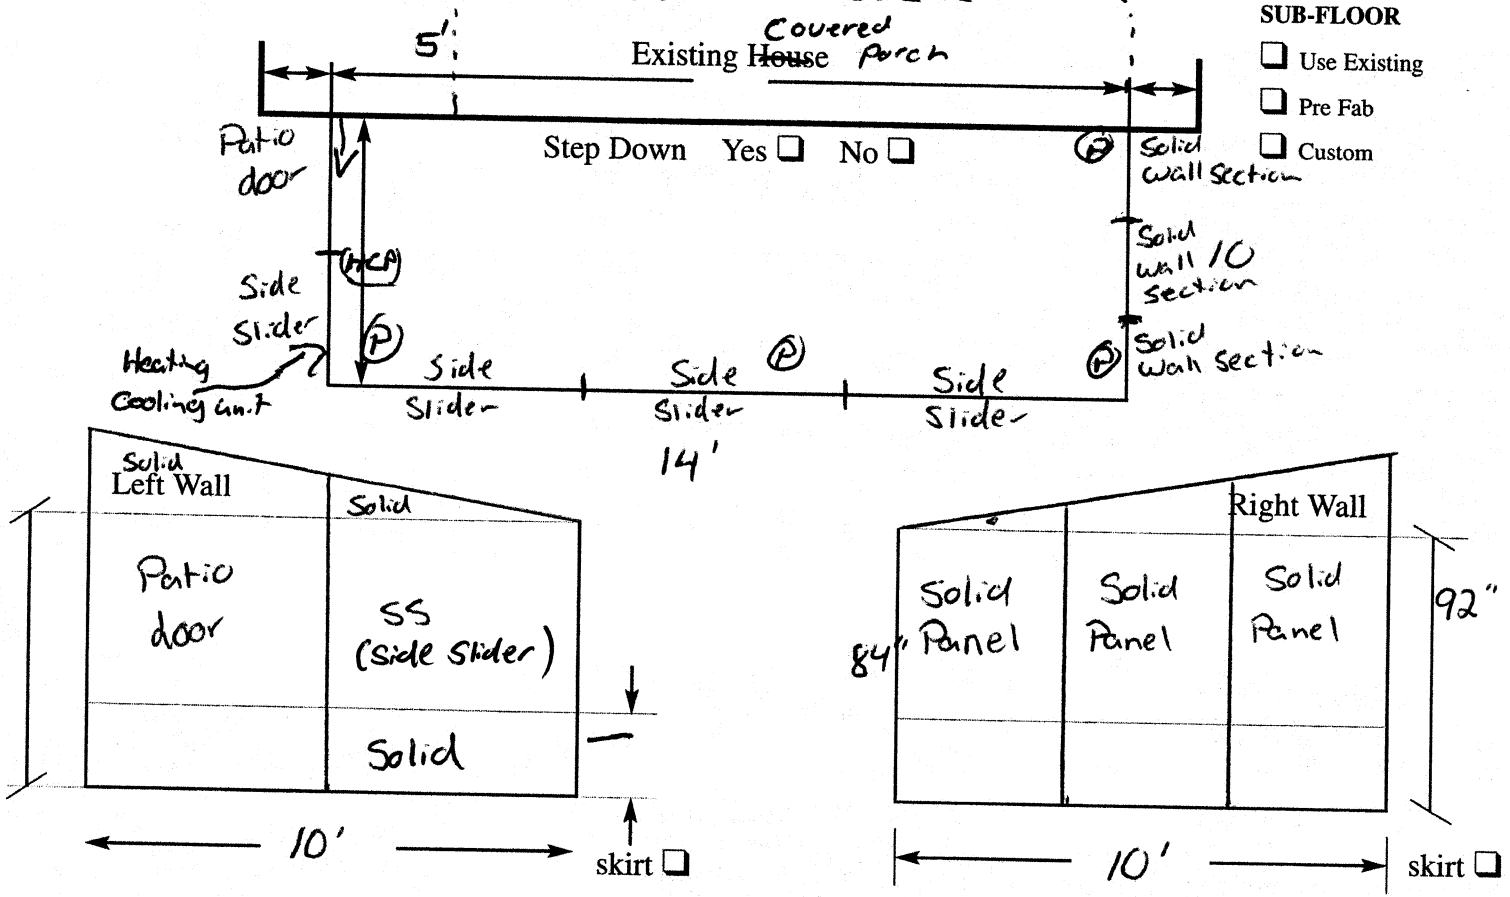 SUB-FLOOR
Use Existing
Pre Fab
Custom
5'
Covered
Existing House Porch
Patio
door
Step Down Yes No
P
Solid
wall section
Solid
wall 10
section
HCP
Side
Slider
P
P
P
Solid
wall section
Heating
Cooling unit
Side
Slider
Side
Slider
Side
Slider
14'
Solid
Left Wall
Solid
Patio
door
SS
(Side Slider)
Solid
10'
skirt
Right Wall
Solid
Panel
Solid
Panel
Solid
Panel
84"
92"
10'
skirt